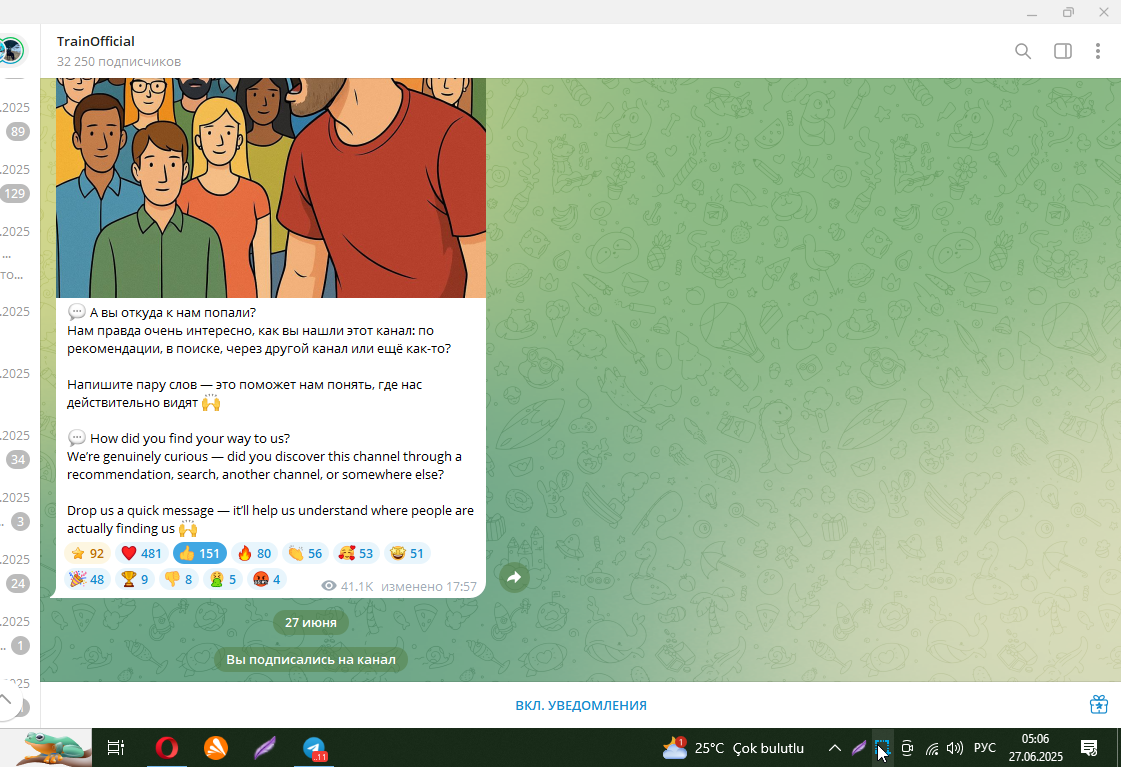 TrainOfficial
32 250 подписчиков
.2025
89
.2025
129
.2025
...
то...
.2025
.2025
.2025
34
.2025
.. 3
.2025
24
.2025
.. 1
025
💬 А вы откуда к нам попали?
Нам правда очень интересно, как вы нашли этот канал: по
рекомендации, в поиске, через другой канал или ещё как-то?
Напишите пару слов — это поможет нам понять, где нас
действительно видят 🙌
💬 How did you find your way to us?
We’re genuinely curious — did you discover this channel through a
recommendation, search, another channel, or somewhere else?
Drop us a quick message — it’ll help us understand where people are
actually finding us 🙌
⭐ 92 ❤️ 481 👍 151 🔥 80 👏 56 🥰 53 🤩 51
🎉 48 🏆 9 👎 8 🤮 5 🤬 4 41.1K изменено 17:57
27 июня
Вы подписались на канал
ВКЛ. УВЕДОМЛЕНИЯ
11
1
25°C Çok bulutlu
РУС
05:06
27.06.2025